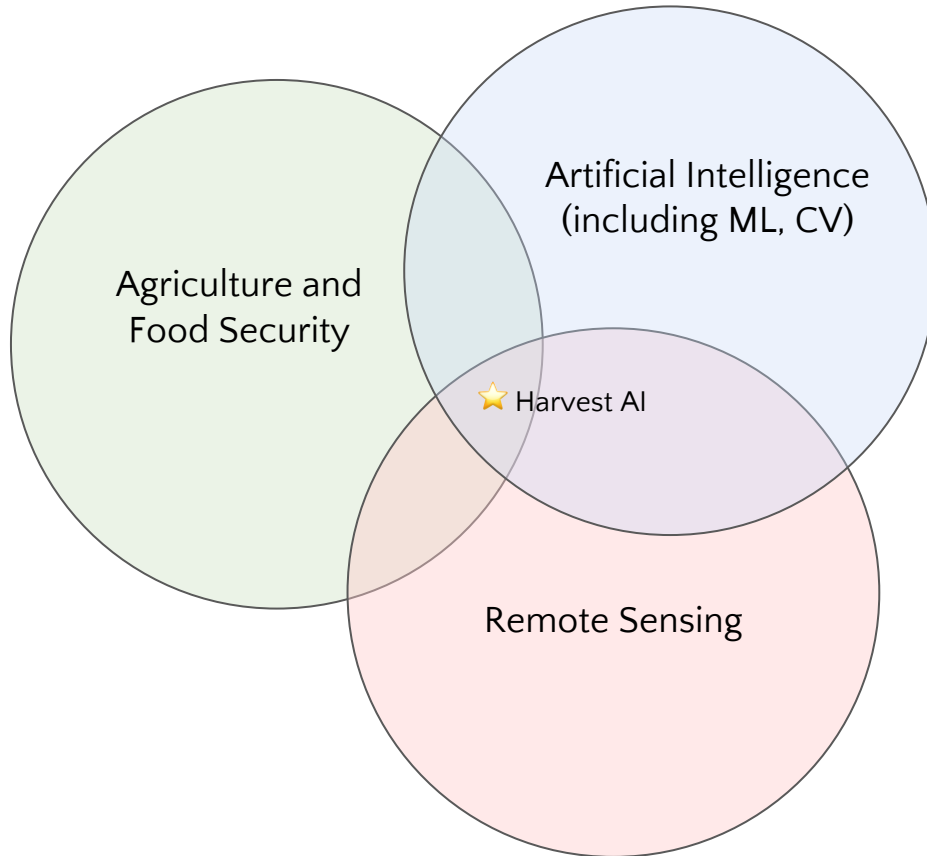 Artificial Intelligence
(including ML, CV)
Agriculture and
Food Security
Harvest AI
Remote Sensing